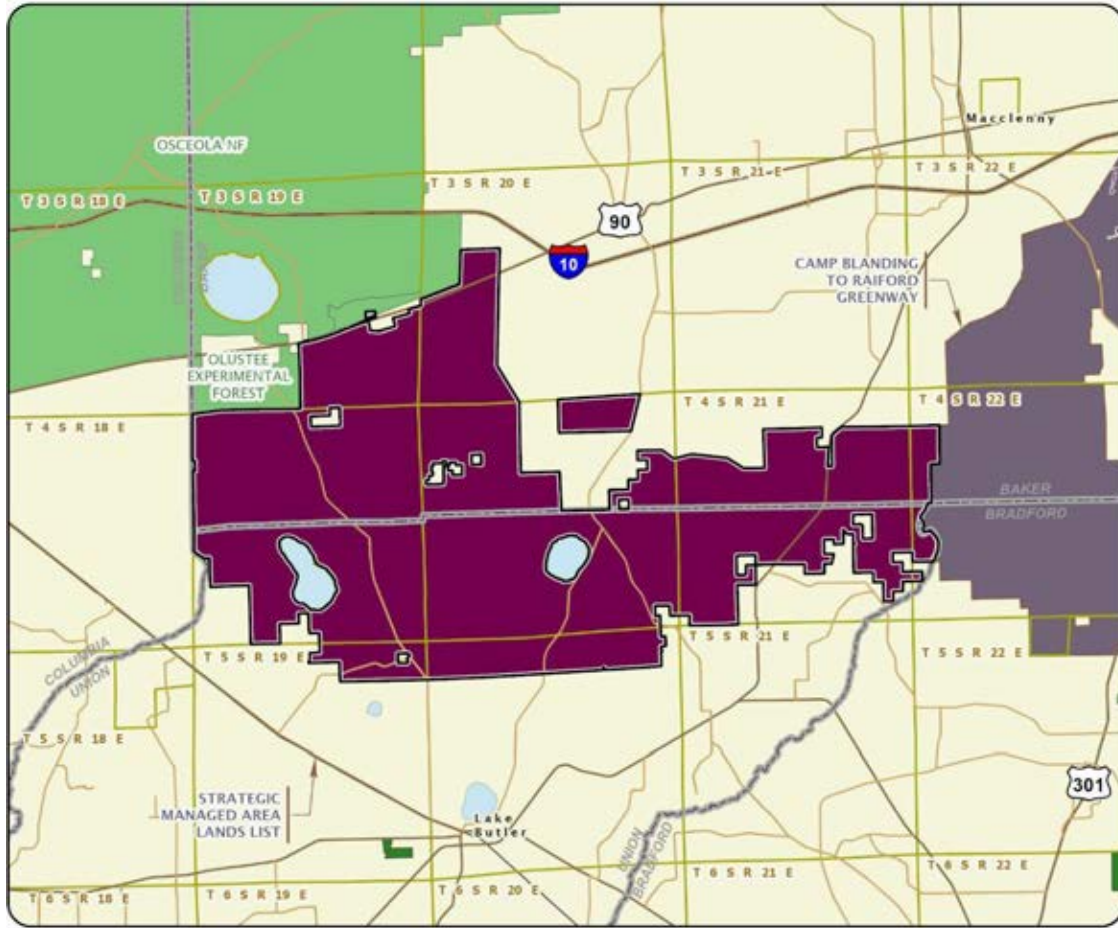 Macclenny
OSCEOLA NF
T 3 S R 18 E
T 3 S R 19 E
T 3 S R 20 E
T 3 S R 21 E
T 3 S R 22 E
90
10
CAMP BLANDING
TO RAIFORD
GREENWAY
OLUSTEE
EXPERIMENTAL
FOREST
T 4 S R 18 E
T 4 S R 21 E
T 4 S R 22 E
BAKER
BRADFORD
COLUMBIA
UNION
T 5 S R 19 E
T 5 S R 21 E
T 5 S R 22 E
T 5 S R 18 E
STRATEGIC
MANAGED AREA
LANDS LIST
Lake
Butler
301
UNION
BRADFORD
T 6 S R 18 E
T 6 S R 19 E
T 6 S R 20 E
T 6 S R 21 E
T 6 S R 22 E